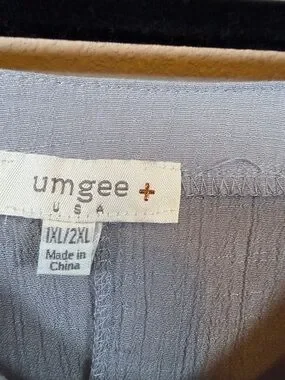 umgee +
USA
1XL/2XL
Made in
China